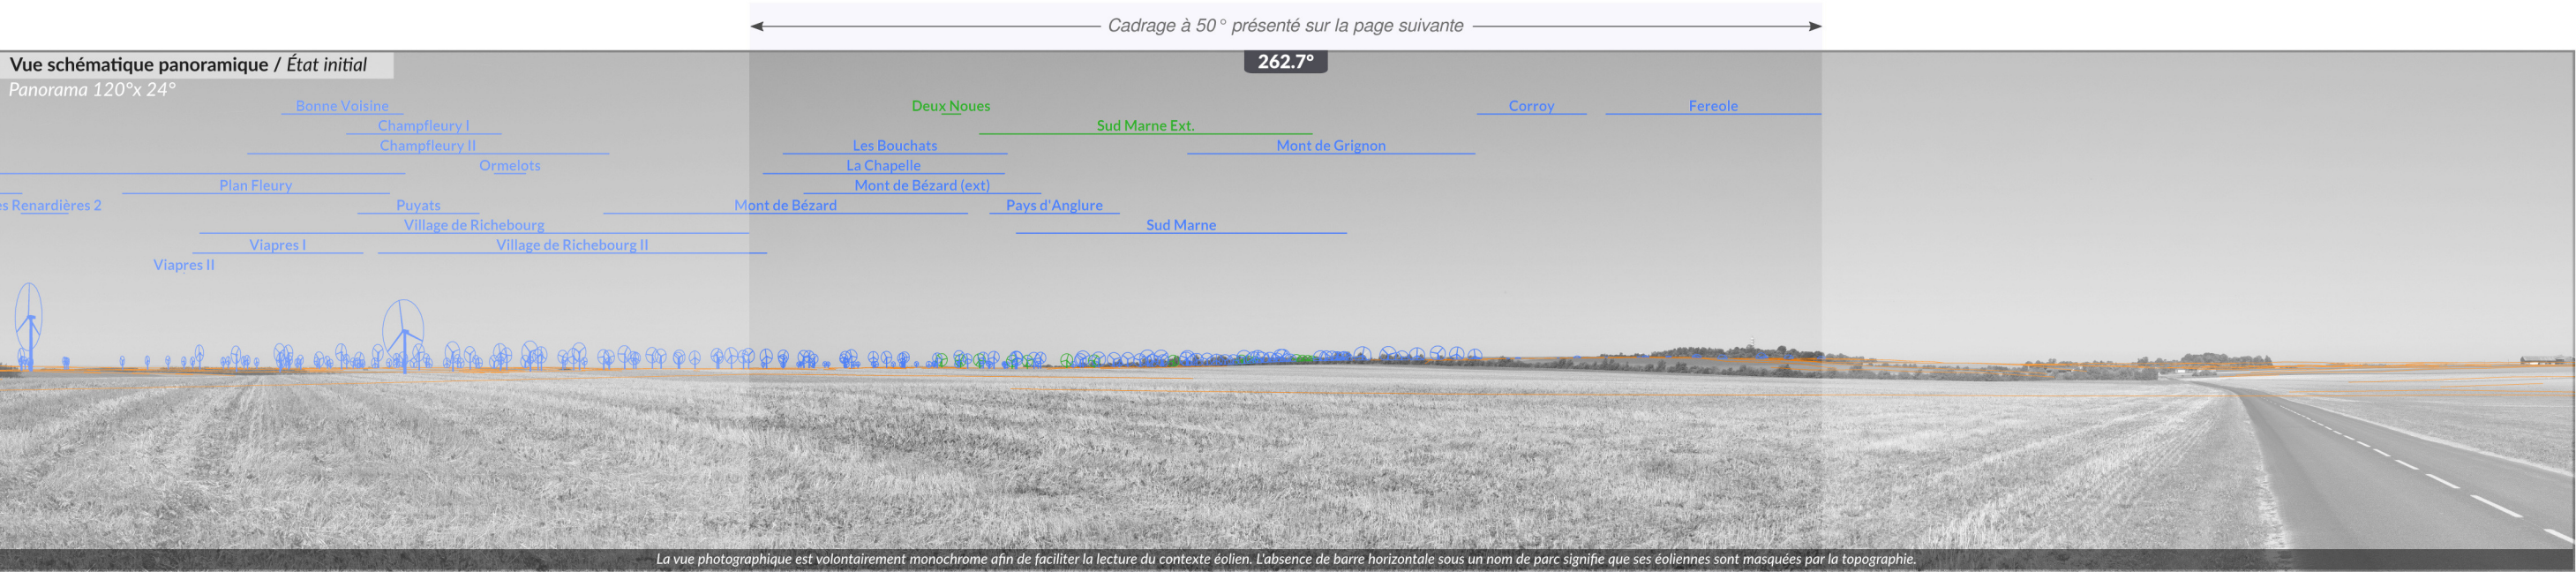 Cadrage à 50° présenté sur la page suivante
Vue schématique panoramique / État initial
262.7°
Panorama 120°x 24°
Bonne Voisine
Deux Noues
Corroy
Fereole
Champfleury I
Sud Marne Ext.
Champfleury II
Les Bouchats
Mont de Grignon
Ormelots
La Chapelle
Plan Fleury
Mont de Bézard (ext)
es Renardières 2
Puyats
Mont de Bézard
Pays d'Anglure
Village de Richebourg
Sud Marne
Viapres I
Village de Richebourg II
Viapres II
La vue photographique est volontairement monochrome afin de faciliter la lecture du contexte éolien. L'absence de barre horizontale sous un nom de parc signifie que ses éoliennes sont masquées par la topographie.